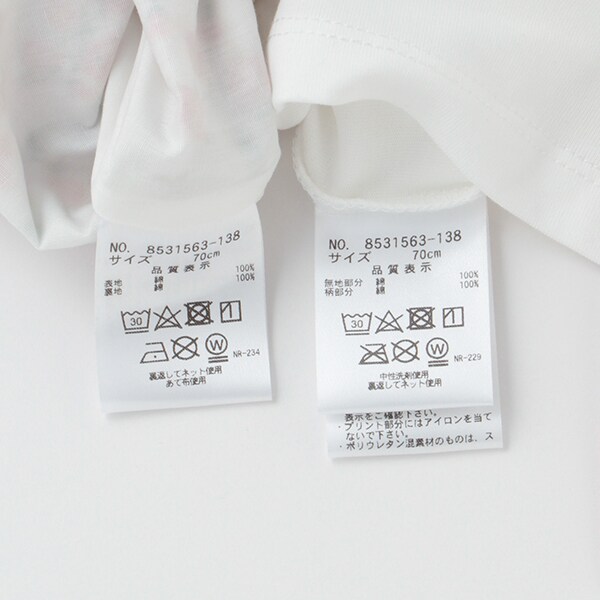 NO. 8531563-138
サイズ 70cm
品質表示
表地 綿 100%
裏地 綿 100%
30
W
NR-234
裏返してネット使用
あて布使用
NO. 8531563-138
サイズ 70cm
品質表示
無地部分 綿 100%
柄部分 綿 100%
30
W
NR-229
中性洗剤使用
裏返してネット使用
表示をご確認下さい。
・プリント部分にはアイロンを当て
ないで下さい。
・ポリウレタン混素材のものは、ス